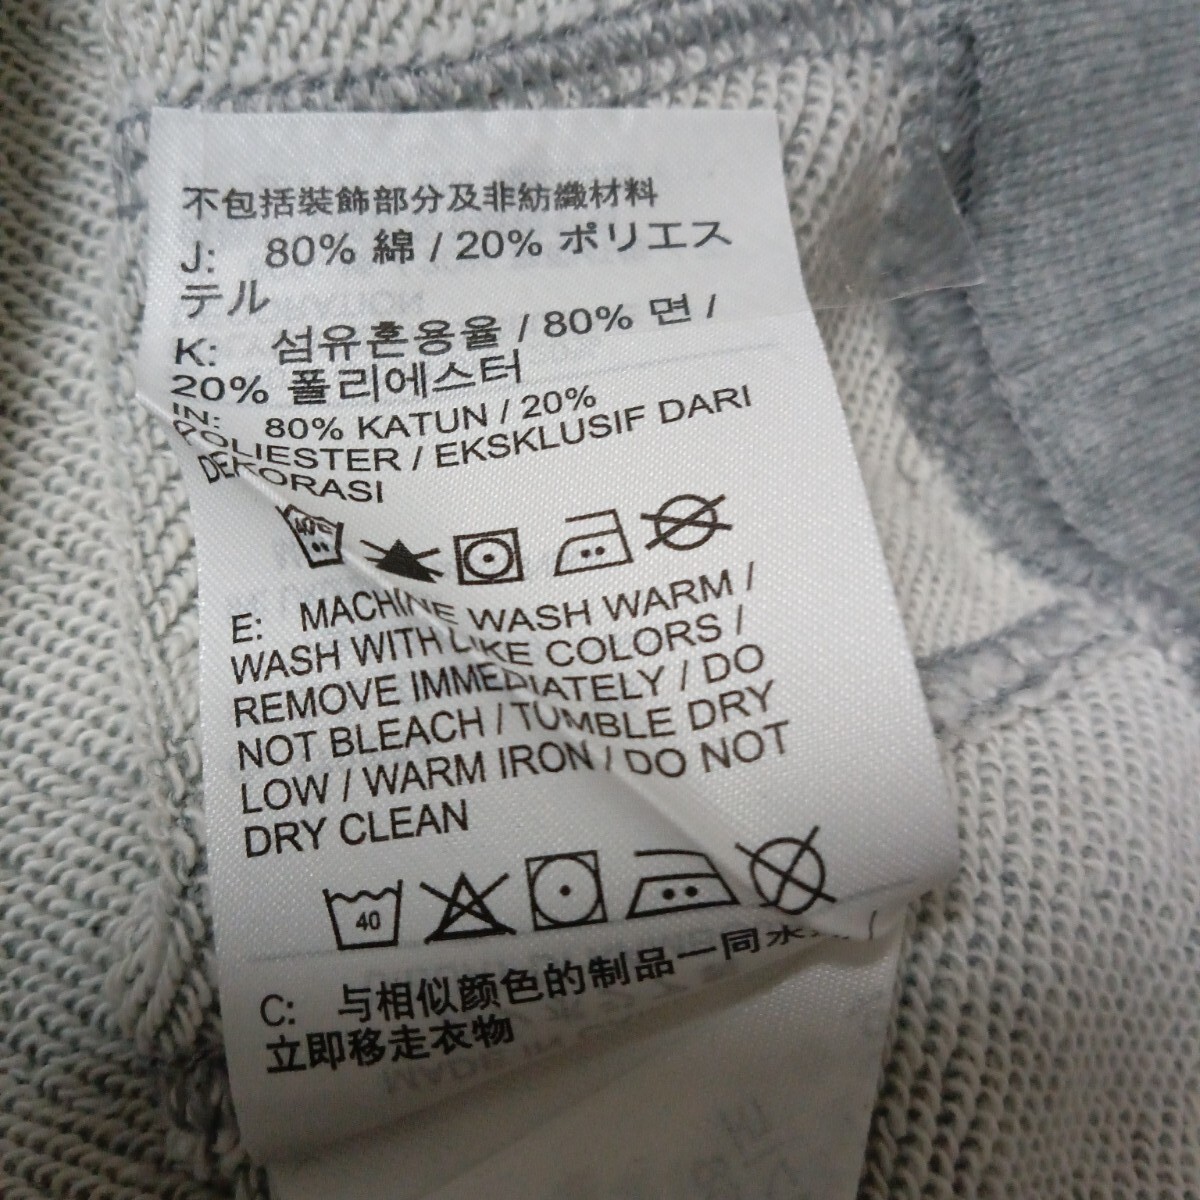 不包括裝飾部分及非紡織材料
J: 80% 綿 / 20% ポリエス
テル
K: 섬유혼용율 / 80% 면 /
20% 폴리에스터
IN: 80% KATUN / 20%
POLIESTER / EKSKLUSIF DARI
DEKORASI
40c
E: MACHINE WASH WARM /
WASH WITH LIKE COLORS /
REMOVE IMMEDIATELY / DO
NOT BLEACH / TUMBLE DRY
LOW / WARM IRON / DO NOT
DRY CLEAN
40
C: 与相似颜色的制品一同水
立即移走衣物